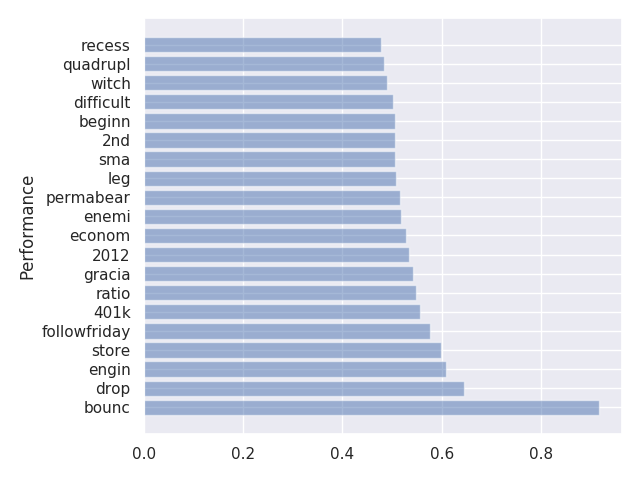 recess
quadrupl
witch
difficult
beginn
2nd
sma
leg
permabear
enemi
econom
2012
gracia
ratio
401k
followfriday
store
engin
drop
bounc
Performance
0.0 0.2 0.4 0.6 0.8